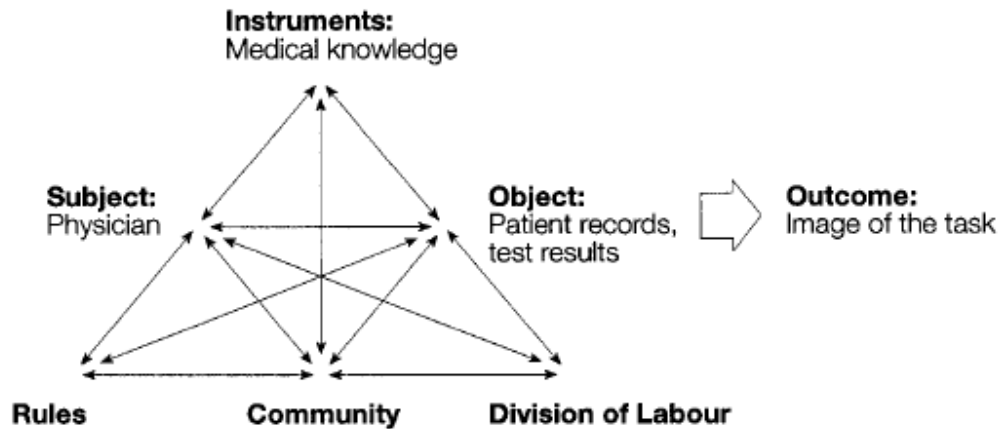 Instruments:
Medical knowledge
Subject:
Physician
Object:
Patient records,
test results
Outcome:
Image of the task
Rules
Community
Division of Labour